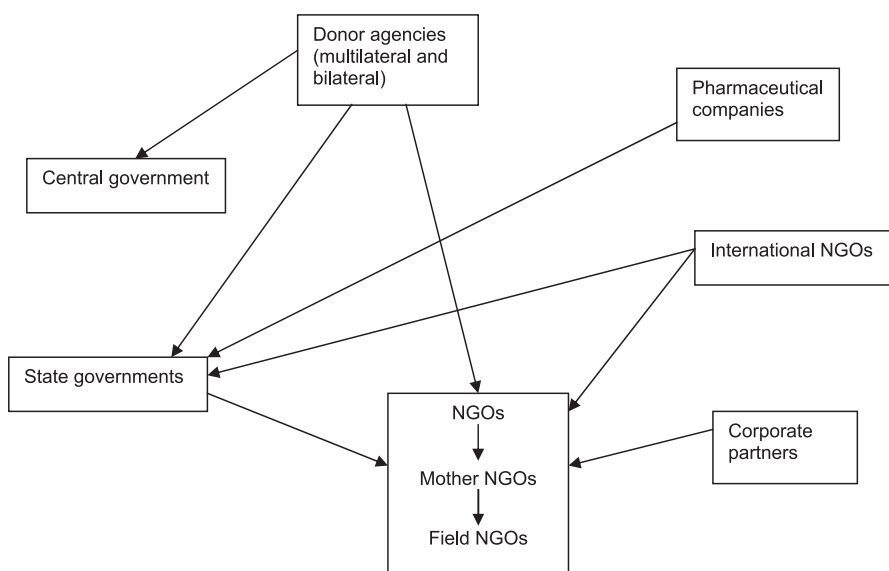 Donor agencies
(multilateral and
bilateral)
Pharmaceutical
companies
Central government
International NGOs
State governments
NGOs
Corporate
partners
Mother NGOs
Field NGOs